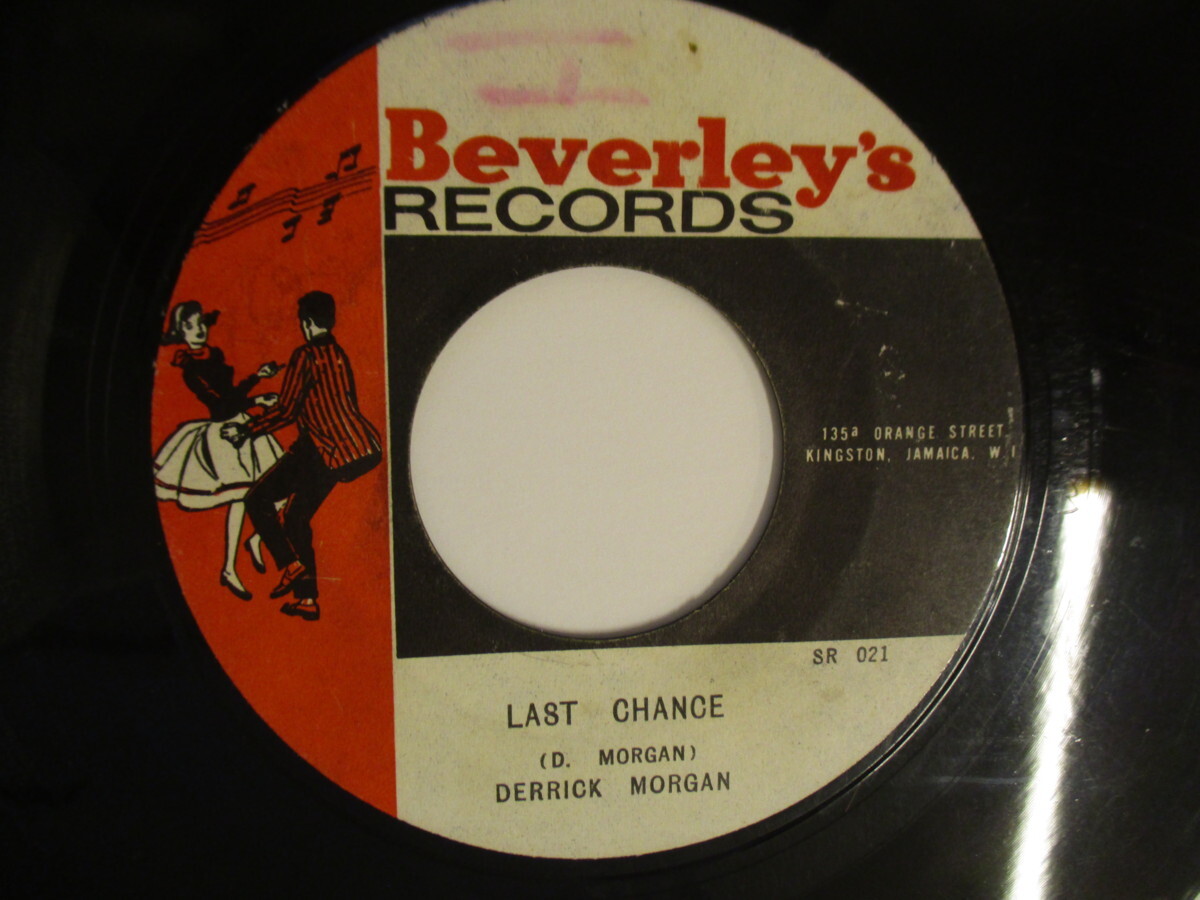 Beverley's
RECORDS
135a ORANGE STREET,
KINGSTON, JAMAICA, W.I
SR 021
LAST CHANCE
(D. MORGAN)
DERRICK MORGAN